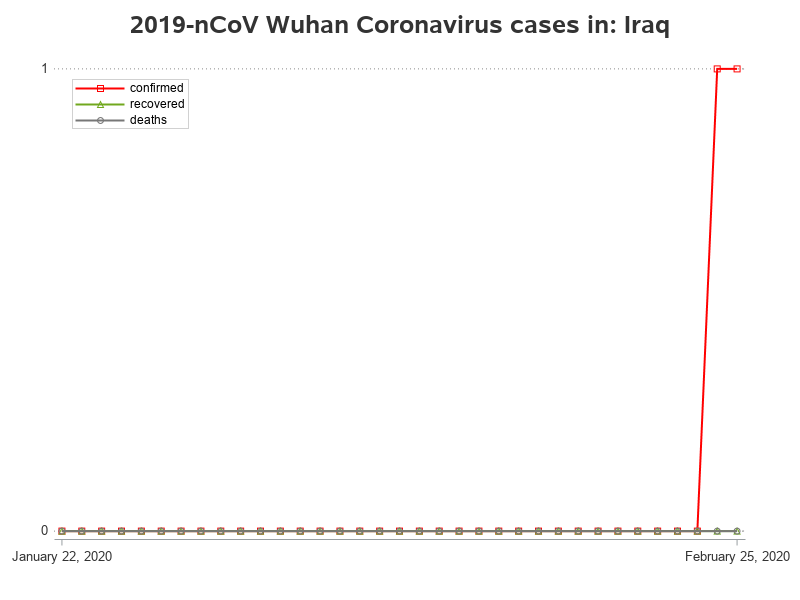 2019-nCoV Wuhan Coronavirus cases in: Iraq
1
confirmed
recovered
deaths
0
January 22, 2020
February 25, 2020